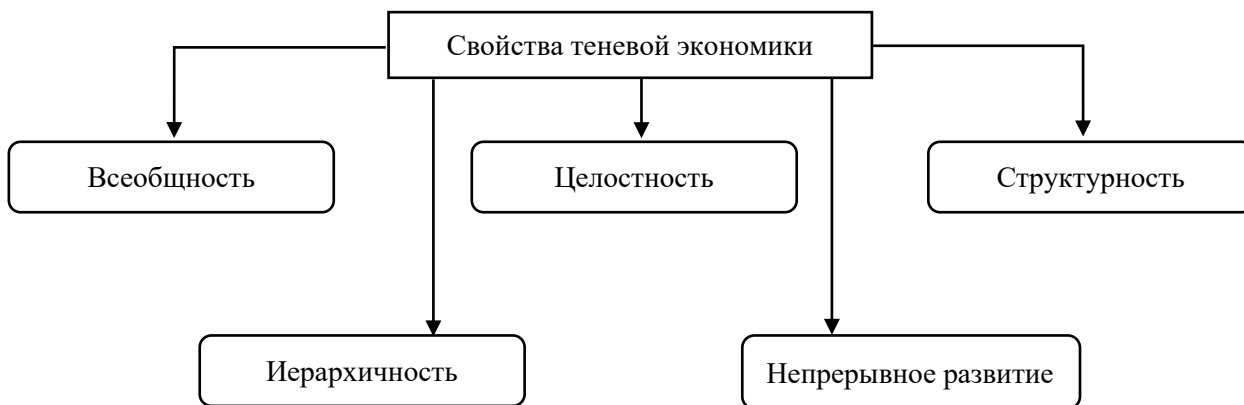 Свойства теневой экономики
Всеобщность
Целостность
Структурность
Иерархичность
Непрерывное развитие